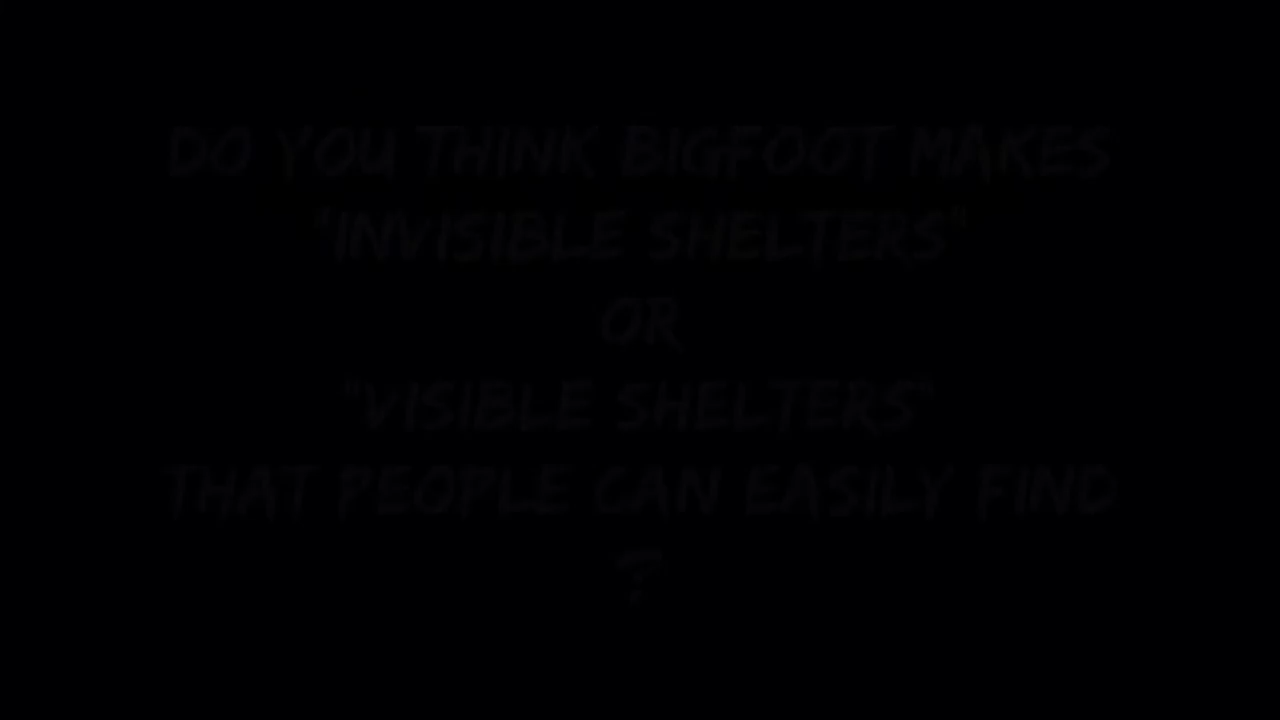 DO YOU THINK BIGFOOT MAKES
"INVISIBLE SHELTERS"
OR
"VISIBLE SHELTERS"
THAT PEOPLE CAN EASILY FIND
?